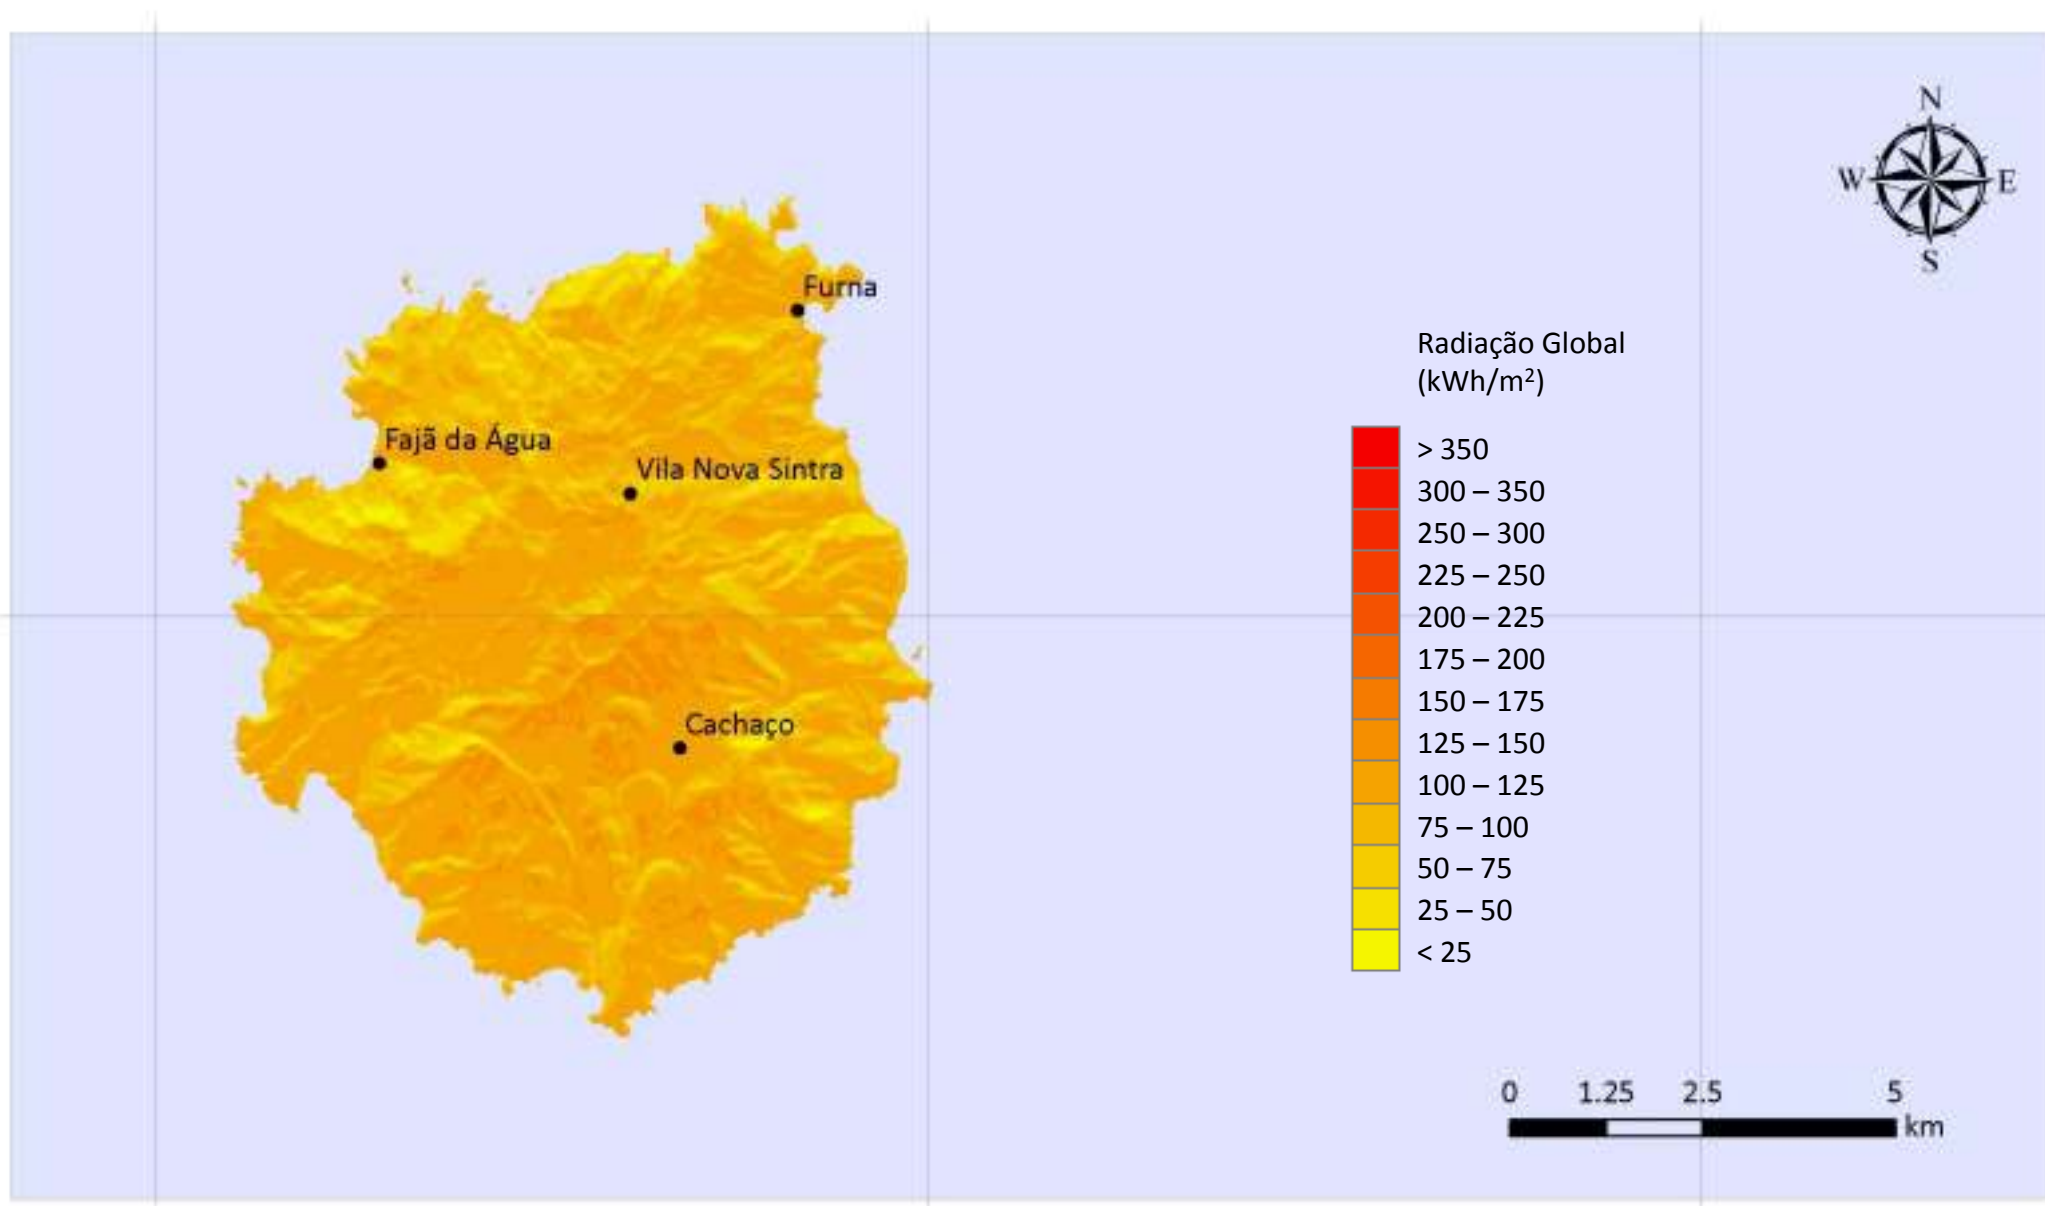 N
W
E
S
Furna
Fajã da Água
Vila Nova Sintra
Cachaço
Radiação Global
(kWh/m²)
> 350
300 – 350
250 – 300
225 – 250
200 – 225
175 – 200
150 – 175
125 – 150
100 – 125
75 – 100
50 – 75
25 – 50
< 25
0 1.25 2.5 5
km